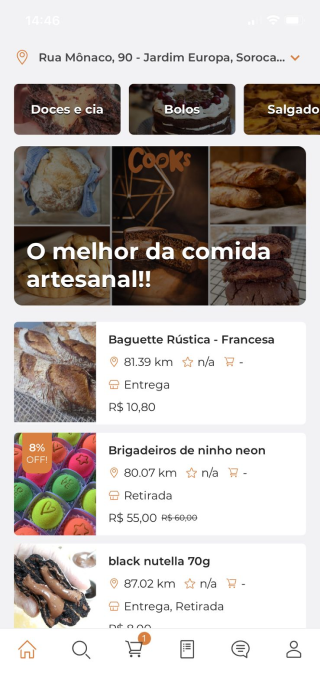 14:46
Rua Mônaco, 90 - Jardim Europa, Soroca...
Doces e cia
Bolos
Salgado
Cooks
O melhor da comida
artesanal!!
Baguette Rústica - Francesa
81.39 km n/a -
Entrega
R$ 10,80
8%
OFF!
Brigadeiros de ninho neon
80.07 km n/a -
Retirada
R$ 55,00 R$ 60,00
black nutella 70g
87.02 km n/a -
Entrega, Retirada
R$ 8,00
1